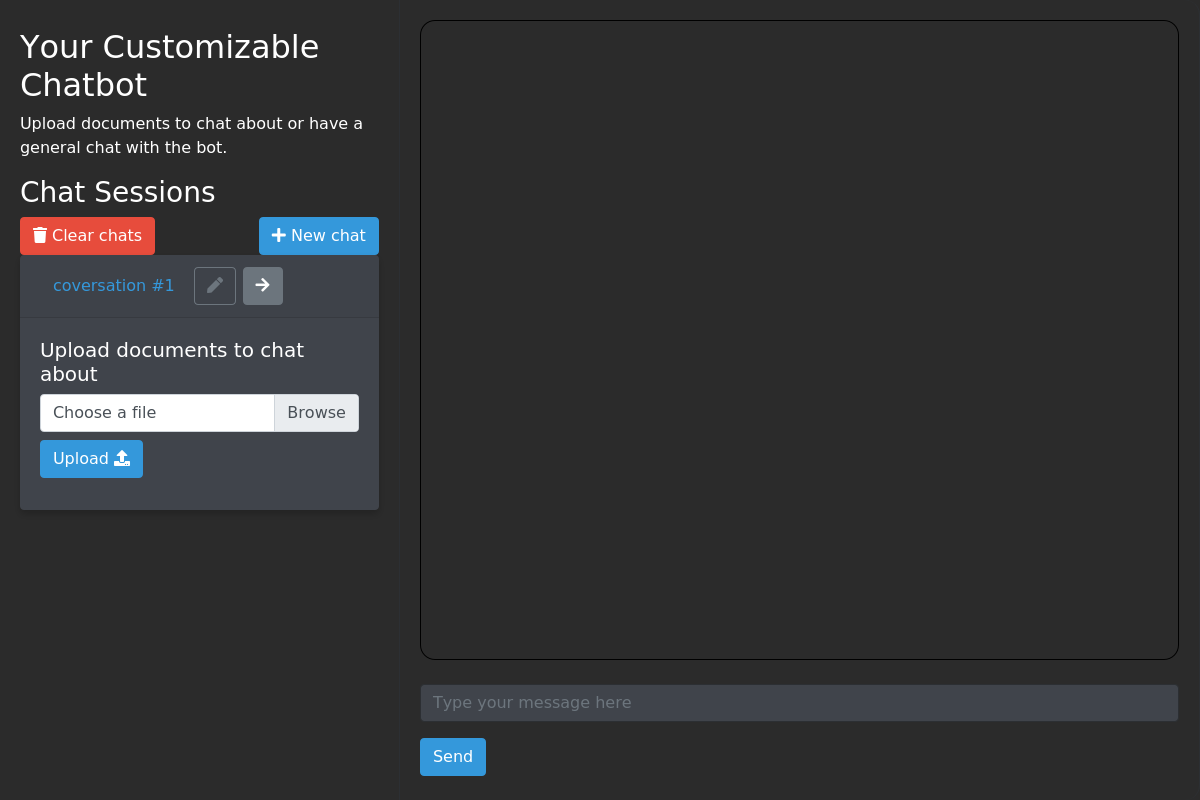 Your Customizable
Chatbot
Upload documents to chat about or have a
general chat with the bot.
Chat Sessions
Clear chats
New chat
coversation #1
Upload documents to chat
about
Choose a file
Browse
Upload
Type your message here
Send